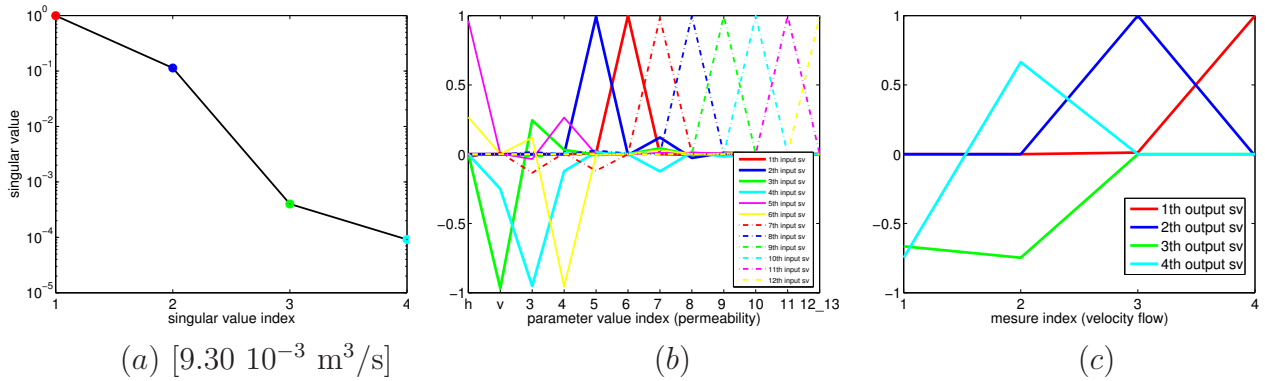 10^0
10^-1
10^-2
10^-3
10^-4
10^-5
singular value
1 2 3 4
singular value index
(a) [9.30 10^-3 m^3/s]
1
0.5
0
−0.5
−1
h v 3 4 5 6 7 8 9 10 11 12_13
parameter value index (permeability)
1th input sv
2th input sv
3th input sv
4th input sv
5th input sv
6th input sv
7th input sv
8th input sv
9th input sv
10th input sv
11th input sv
12th input sv
(b)
1
0.5
0
−0.5
−1
1 2 3 4
mesure index (velocity flow)
1th output sv
2th output sv
3th output sv
4th output sv
(c)